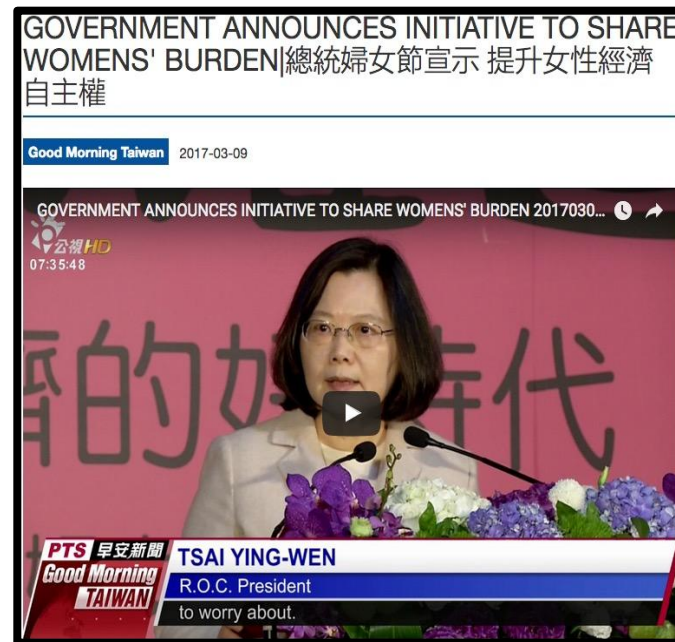 GOVERNMENT ANNOUNCES INITIATIVE TO SHARE
WOMENS' BURDEN|總統婦女節宣示 提升女性經濟
自主權
Good Morning Taiwan 2017-03-09
GOVERNMENT ANNOUNCES INITIATIVE TO SHARE WOMENS' BURDEN 2017030...
公視HD
07:35:48
濟的好時代
PTS 早安新聞
Good Morning
TAIWAN
TSAI YING-WEN
R.O.C. President
to worry about.